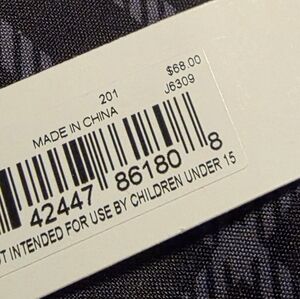 201 $68.00
MADE IN CHINA J6309
42447 86180 8
INTENDED FOR USE BY CHILDREN UNDER 15